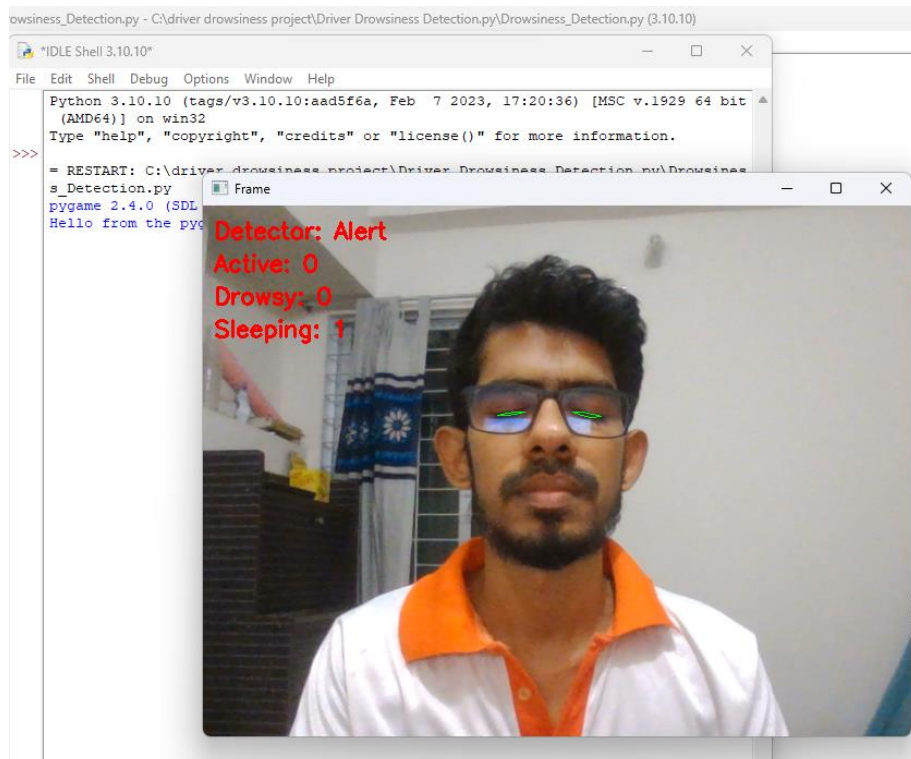 owsiness_Detection.py - C:\driver drowsiness project\Driver Drowsiness Detection.py\Drowsiness_Detection.py (3.10.10)
*IDLE Shell 3.10.10*
File Edit Shell Debug Options Window Help
Python 3.10.10 (tags/v3.10.10:aad5f6a, Feb  7 2023, 17:20:36) [MSC v.1929 64 bit
(AMD64)] on win32
Type "help", "copyright", "credits" or "license()" for more information.
>>>
= RESTART: C:\driver drowsiness project\Driver Drowsiness Detection.py\Drowsines
s_Detection.py
pygame 2.4.0 (SDL
Hello from the pyg
Frame
Detector: Alert
Active: 0
Drowsy: 0
Sleeping: 1